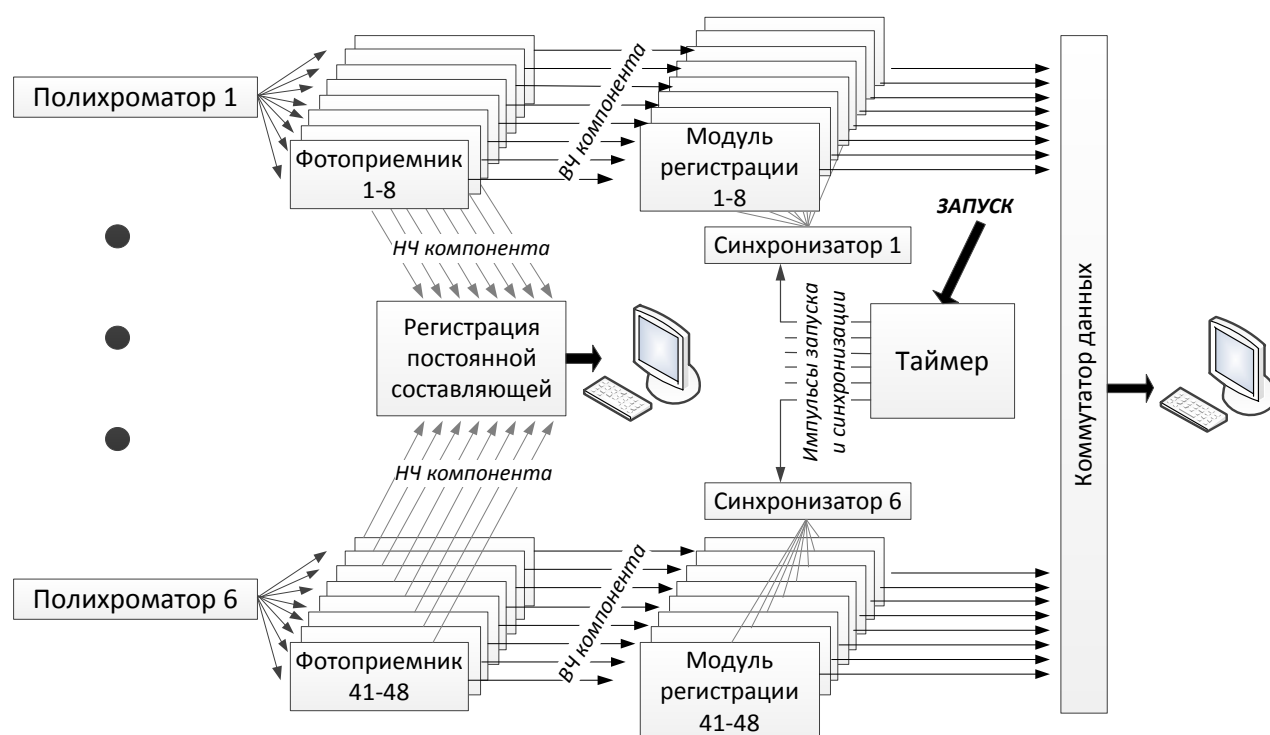 Полихроматор 1
Фотоприемник
1-8
ВЧ компонента
Модуль
регистрации
1-8
НЧ компонента
Синхронизатор 1
ЗАПУСК
Регистрация
постоянной
составляющей
Импульсы запуска
и синхронизации
Таймер
Коммутатор данных
НЧ компонента
Синхронизатор 6
Полихроматор 6
Фотоприемник
41-48
ВЧ компонента
Модуль
регистрации
41-48